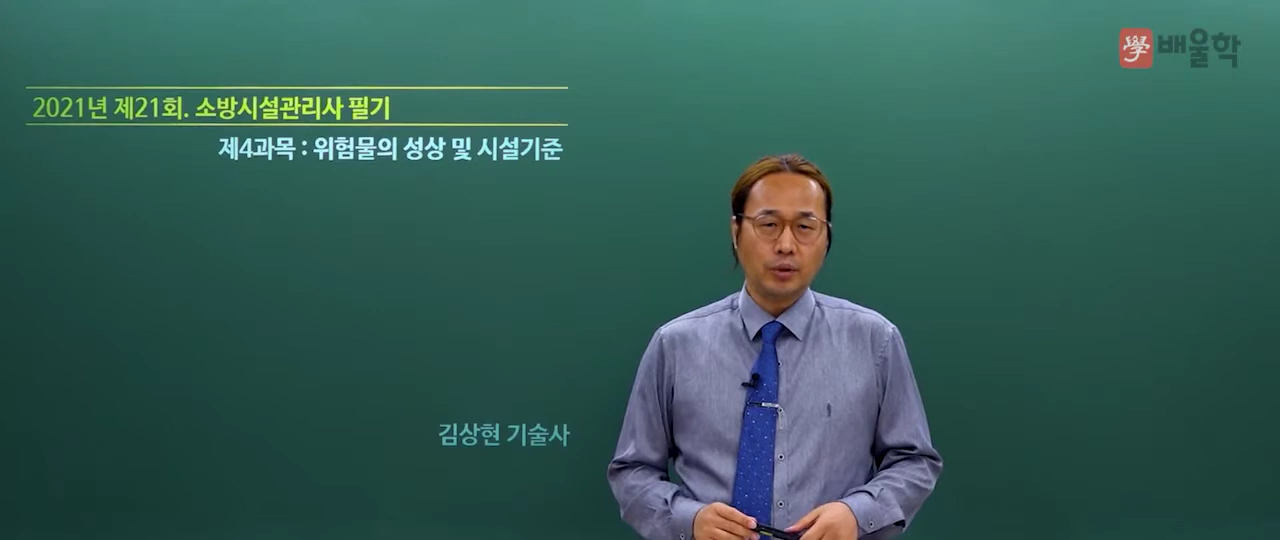 學 배울학
2021년 제21회. 소방시설관리사 필기
제4과목 : 위험물의 성상 및 시설기준
김상현 기술사